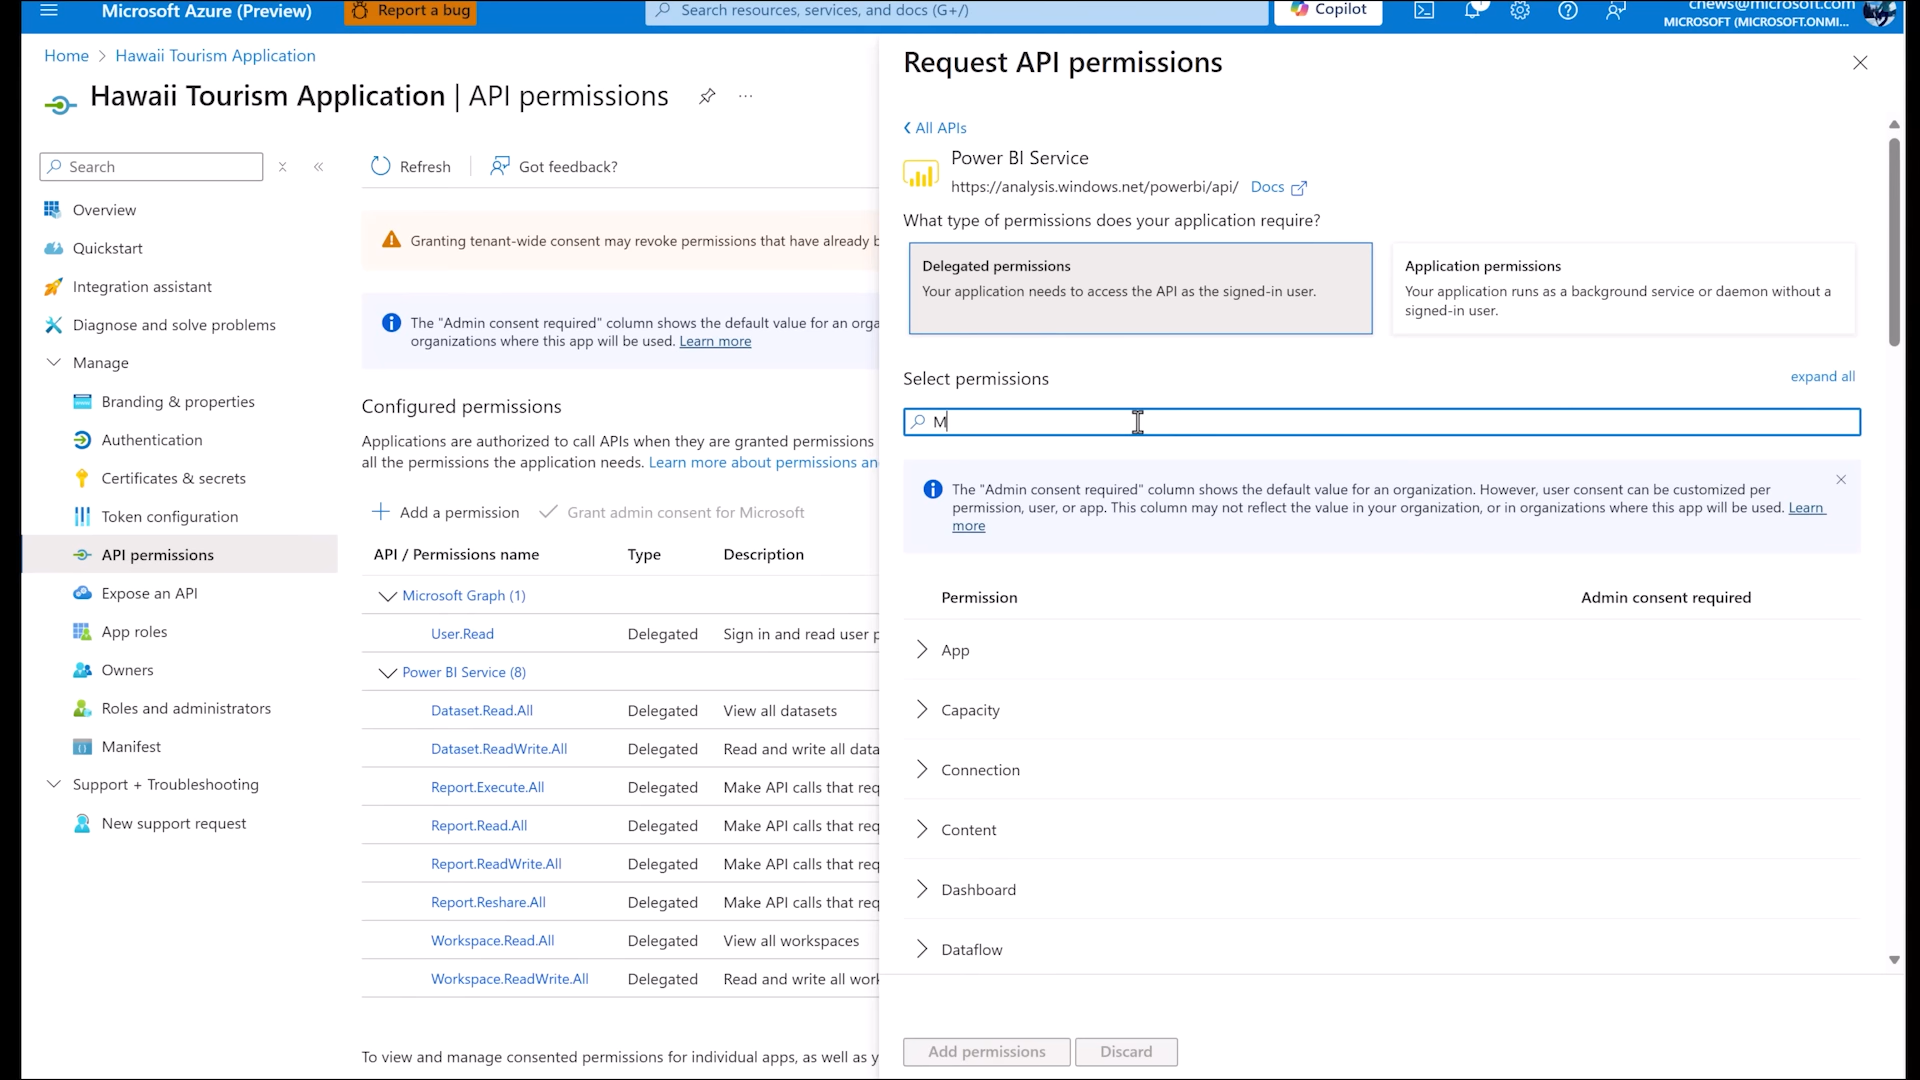 Microsoft Azure (Preview)
Report a bug
Search resources, services, and docs (G+/)
Copilot
chews@microsoft.com
MICROSOFT (MICROSOFT.ONMI...
Home > Hawaii Tourism Application
Hawaii Tourism Application | API permissions
...
Search
Refresh
Got feedback?
Overview
Quickstart
Integration assistant
Diagnose and solve problems
Manage
Branding & properties
Authentication
Certificates & secrets
Token configuration
API permissions
Expose an API
App roles
Owners
Roles and administrators
Manifest
Support + Troubleshooting
New support request
Granting tenant-wide consent may revoke permissions that have already b
The "Admin consent required" column shows the default value for an orga
organizations where this app will be used. Learn more
Configured permissions
Applications are authorized to call APIs when they are granted permissions
all the permissions the application needs. Learn more about permissions an
Add a permission
Grant admin consent for Microsoft
API / Permissions name Type Description
Microsoft Graph (1)
User.Read Delegated Sign in and read user p
Power BI Service (8)
Dataset.Read.All Delegated View all datasets
Dataset.ReadWrite.All Delegated Read and write all data
Report.Execute.All Delegated Make API calls that req
Report.Read.All Delegated Make API calls that req
Report.ReadWrite.All Delegated Make API calls that req
Report.Reshare.All Delegated Make API calls that req
Workspace.Read.All Delegated View all workspaces
Workspace.ReadWrite.All Delegated Read and write all work
To view and manage consented permissions for individual apps, as well as y
Request API permissions
All APIs
Power BI Service
https://analysis.windows.net/powerbi/api/ Docs
What type of permissions does your application require?
Delegated permissions
Your application needs to access the API as the signed-in user.
Application permissions
Your application runs as a background service or daemon without a
signed-in user.
Select permissions
expand all
M
The "Admin consent required" column shows the default value for an organization. However, user consent can be customized per
permission, user, or app. This column may not reflect the value in your organization, or in organizations where this app will be used. Learn
more
Permission Admin consent required
App
Capacity
Connection
Content
Dashboard
Dataflow
Add permissions
Discard